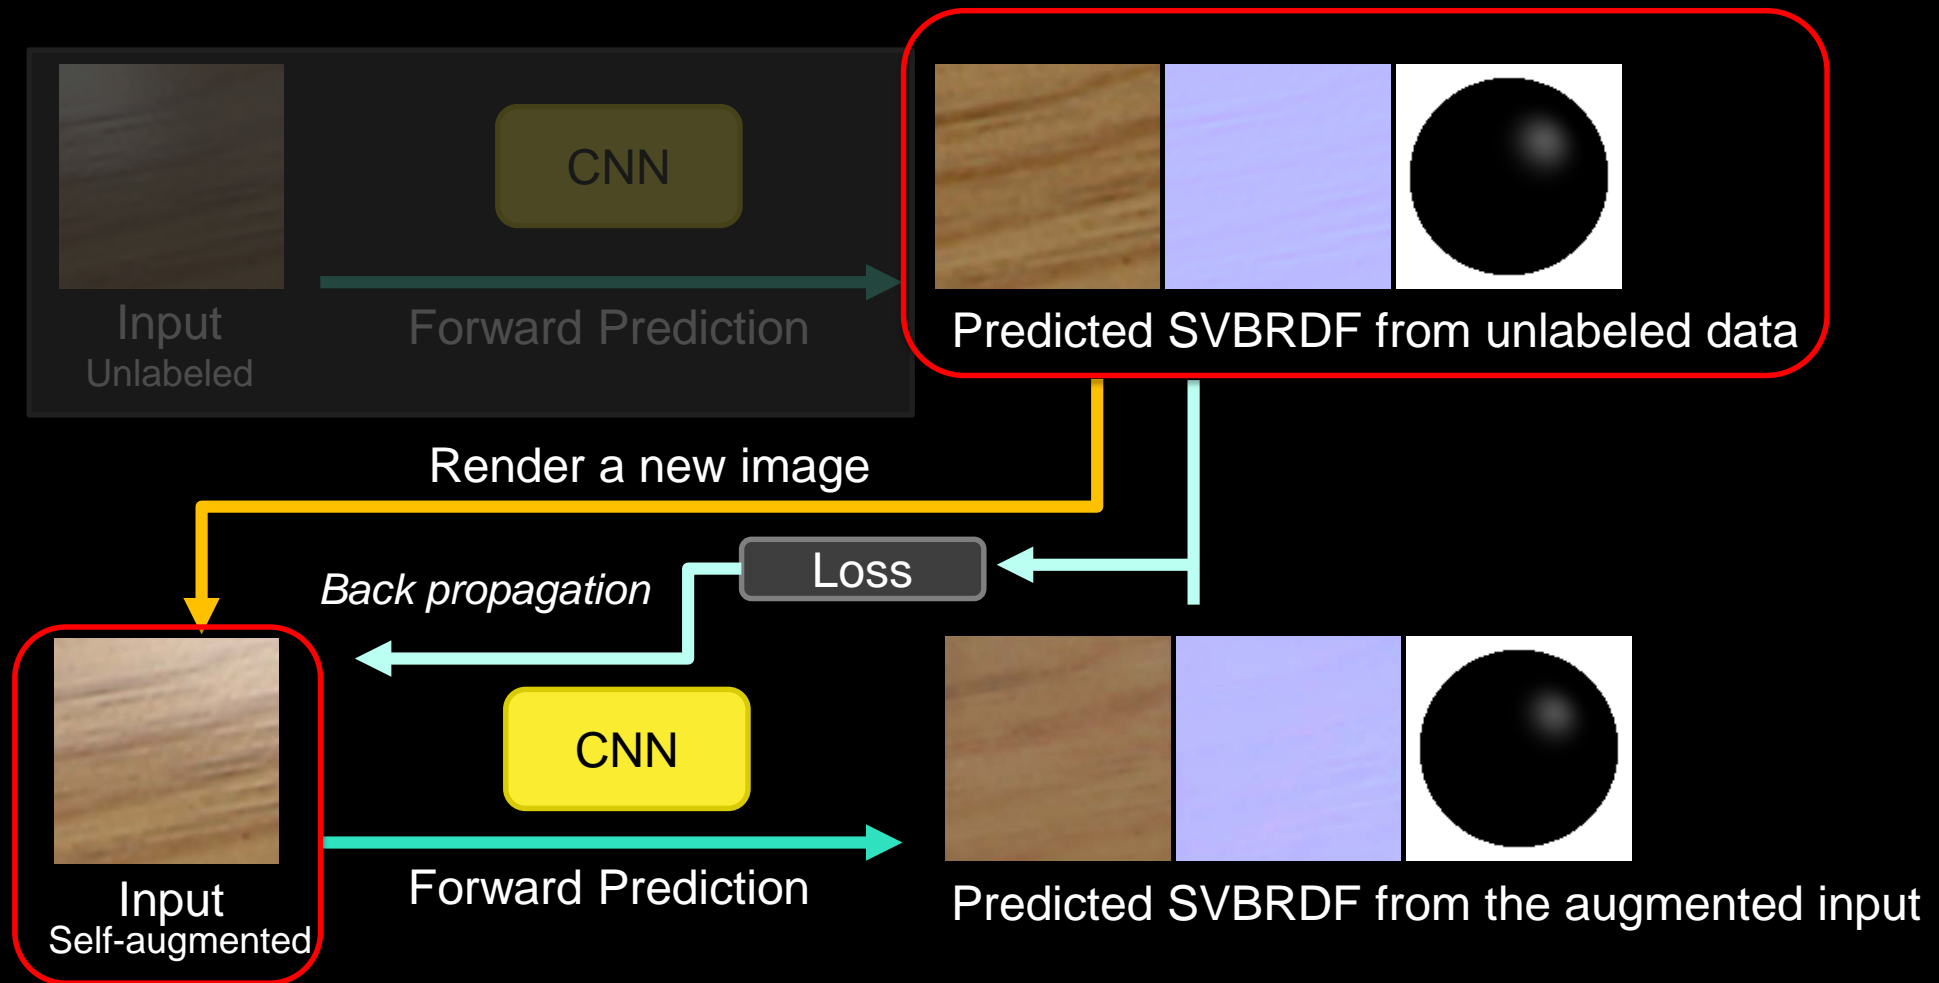 CNN
Input
Unlabeled
Forward Prediction
Predicted SVBRDF from unlabeled data
Render a new image
Loss
Back propagation
CNN
Input
Self-augmented
Forward Prediction
Predicted SVBRDF from the augmented input